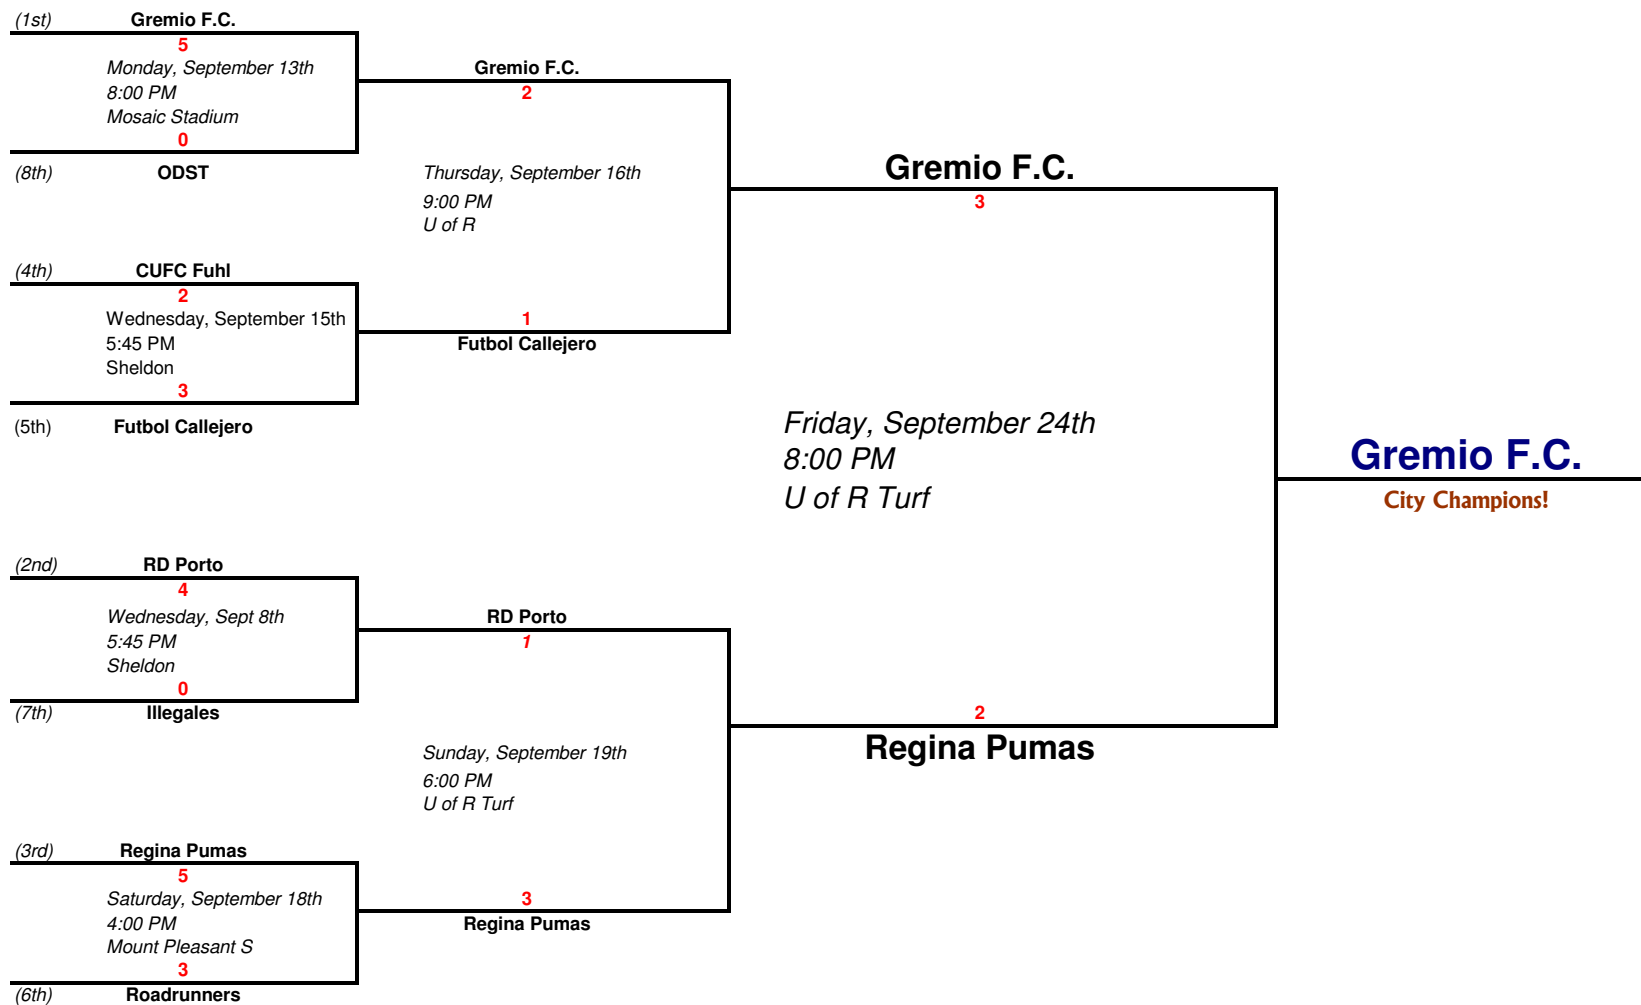 (1st) Gremio F.C.
5
Monday, September 13th
8:00 PM
Mosaic Stadium
0
(8th) ODST
Gremio F.C.
2
Thursday, September 16th
9:00 PM
U of R
1
Futbol Callejero
(4th) CUFC Fuhl
2
Wednesday, September 15th
5:45 PM
Sheldon
3
(5th) Futbol Callejero
Gremio F.C.
3
Friday, September 24th
8:00 PM
U of R Turf
2
Regina Pumas
Gremio F.C.
City Champions!
(2nd) RD Porto
4
Wednesday, Sept 8th
5:45 PM
Sheldon
0
(7th) Illegales
RD Porto
1
Sunday, September 19th
6:00 PM
U of R Turf
3
Regina Pumas
(3rd) Regina Pumas
5
Saturday, September 18th
4:00 PM
Mount Pleasant S
3
(6th) Roadrunners